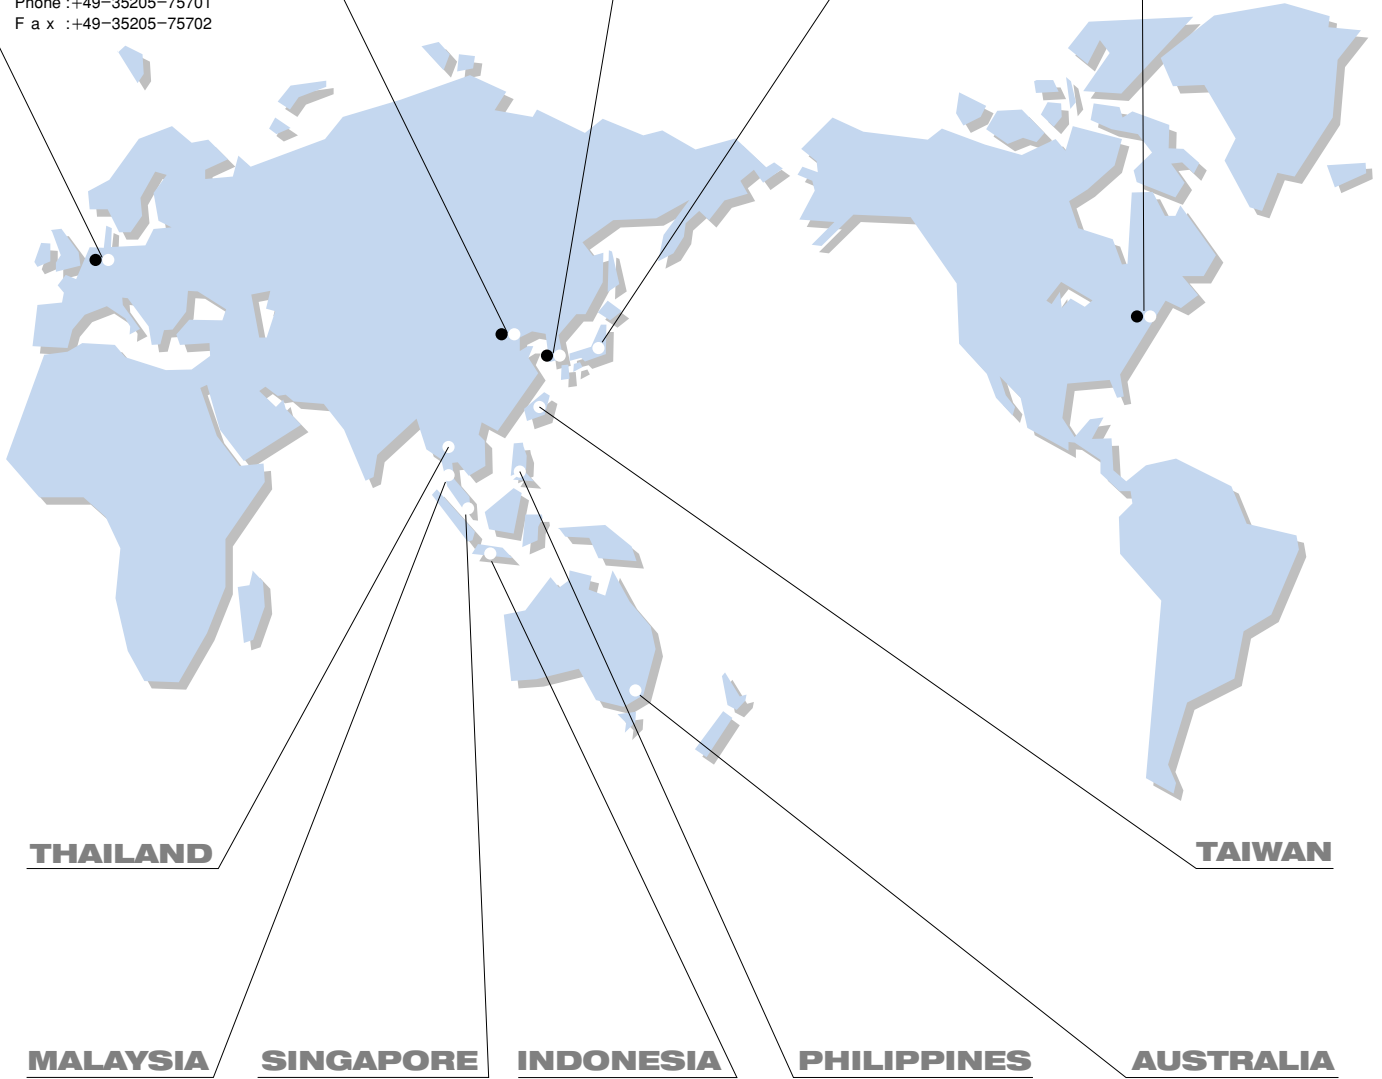 Phone :+49-35205-75701
F a x :+49-35205-75702
THAILAND
TAIWAN
MALAYSIA
SINGAPORE
INDONESIA
PHILIPPINES
AUSTRALIA